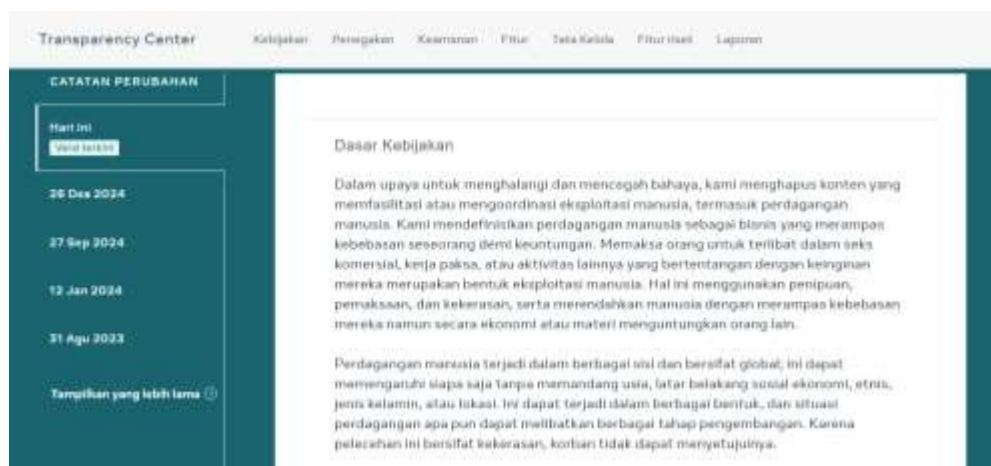 Transparency Center
Kebijakan Penegakan Keamanan Fitur Tata Kelola Fitur riset Laporan
CATATAN PERUBAHAN
Hari ini
Versi terkini
26 Des 2024
27 Sep 2024
12 Jan 2024
31 Agu 2023
Tampilkan yang lebih lama
Dasar Kebijakan
Dalam upaya untuk menghalangi dan mencegah bahaya, kami menghapus konten yang
memfasilitasi atau mengoordinasi eksploitasi manusia, termasuk perdagangan
manusia. Kami mendefinisikan perdagangan manusia sebagai bisnis yang merampas
kebebasan seseorang demi keuntungan. Memaksa orang untuk terlibat dalam seks
komersial, kerja paksa, atau aktivitas lainnya yang bertentangan dengan keinginan
mereka merupakan bentuk eksploitasi manusia. Hal ini menggunakan penipuan,
pemaksaan, dan kekerasan, serta merendahkan manusia dengan merampas kebebasan
mereka namun secara ekonomi atau materi menguntungkan orang lain.
Perdagangan manusia terjadi dalam berbagai sisi dan bersifat global, ini dapat
memengaruhi siapa saja tanpa memandang usia, latar belakang sosial ekonomi, etnis,
jenis kelamin, atau lokasi. Ini dapat terjadi dalam berbagai bentuk, dan situasi
perdagangan apa pun dapat melibatkan berbagai tahap pengembangan. Karena
pelecehan ini bersifat kekerasan, korban tidak dapat menyetujuinya.